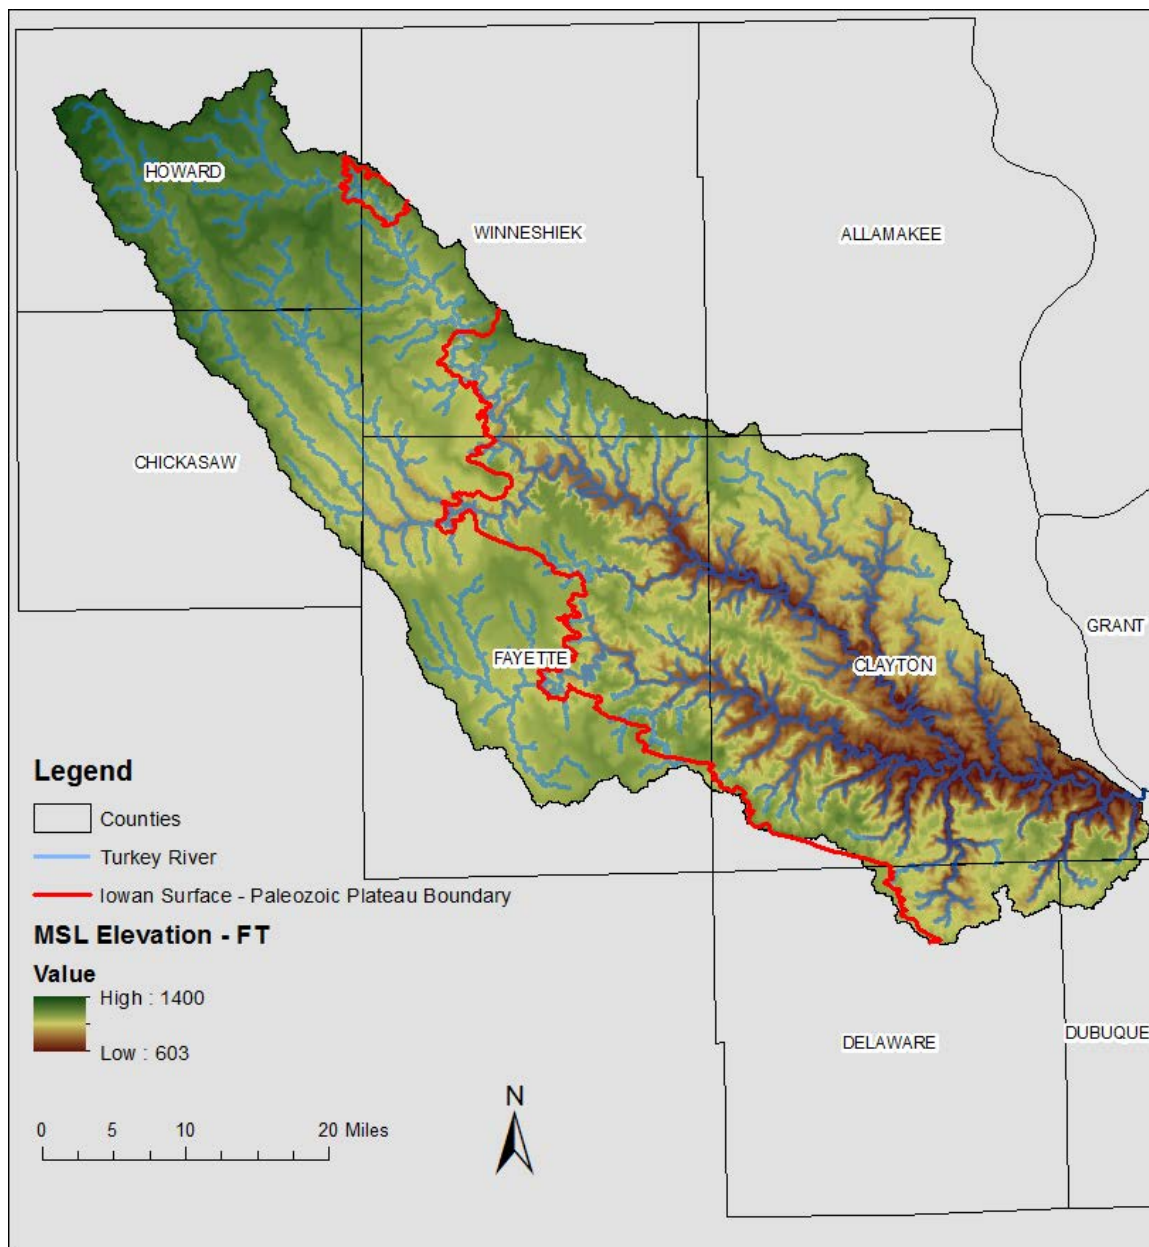 HOWARD
WINNESHIEK
ALLAMAKEE
CHICKASAW
GRANT
FAYETTE
CLAYTON
Legend
Counties
Turkey River
Iowan Surface - Paleozoic Plateau Boundary
MSL Elevation - FT
Value
High : 1400
Low : 603
DELAWARE
DUBUQUE
N
0 5 10 20 Miles